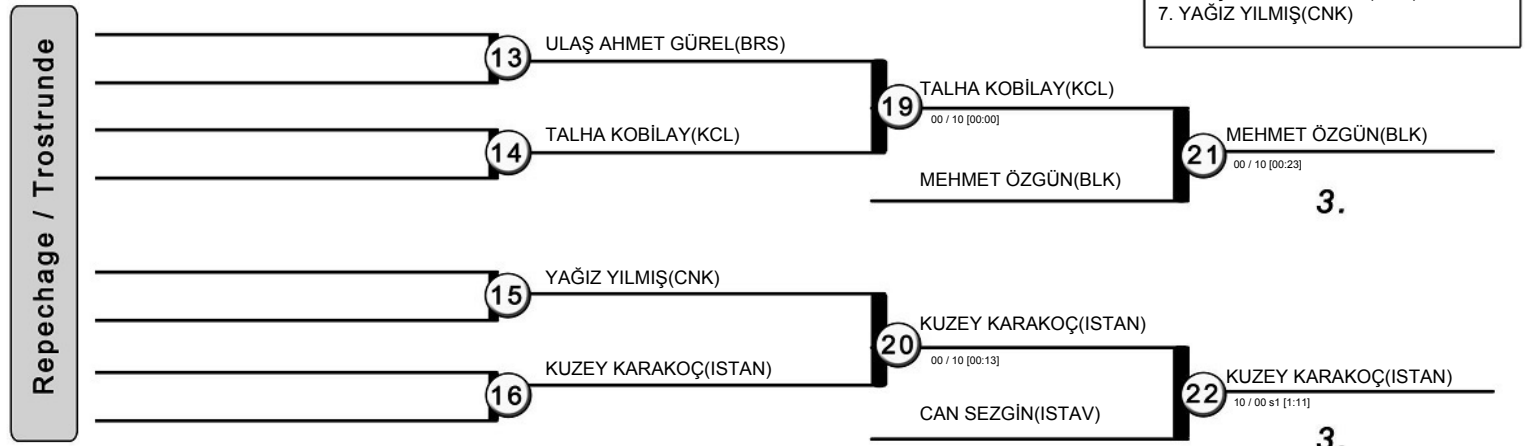 7. YAĞIZ YILMIŞ(CNK)
Repechage / Trostrunde
13
ULAŞ AHMET GÜREL(BRS)
19
TALHA KOBİLAY(KCL)
00 / 10 [00:00]
14
TALHA KOBİLAY(KCL)
21
MEHMET ÖZGÜN(BLK)
00 / 10 [00:23]
MEHMET ÖZGÜN(BLK)
3.
15
YAĞIZ YILMIŞ(CNK)
20
KUZEY KARAKOÇ(ISTAN)
00 / 10 [00:13]
16
KUZEY KARAKOÇ(ISTAN)
22
KUZEY KARAKOÇ(ISTAN)
10 / 00 s1 [1:11]
CAN SEZGİN(ISTAV)
3.